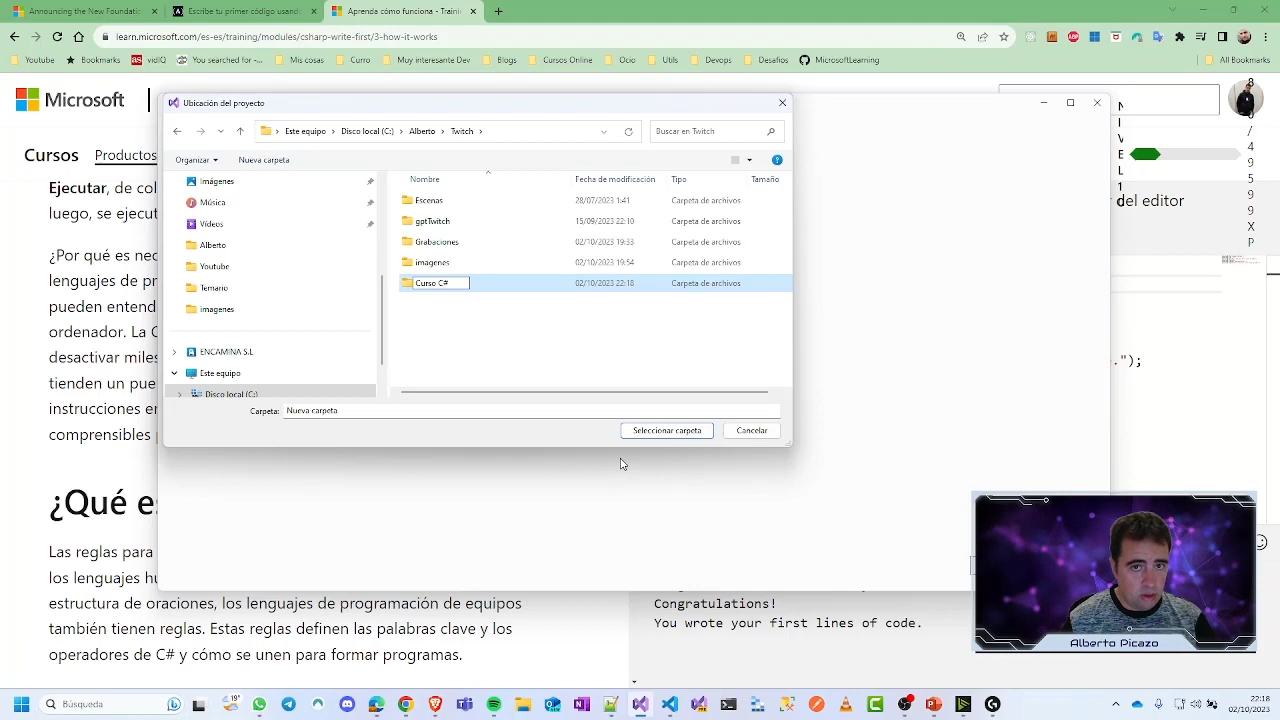 Announcing the New Foundatic
Escribe tu primer código usand
Aprenda cómo funciona - Trainin
learn.microsoft.com/es-es/training/modules/csharp-write-first/3-how-it-works
Youtube
Bookmarks
vidIQ
You searched for -...
Mis cosas
Curro
Muy interesante Dev
Blogs
Cursos Online
Ocio
Utils
Devops
Desafios
MicrosoftLearning
All Bookmarks
Microsoft
Ubicación del proyecto
Este equipo
Disco local (C:)
Alberto
Twitch
Buscar en Twitch
Cursos
Productos
Organizar
Nueva carpeta
Nombre
Fecha de modificación
Tipo
Tamaño
Imágenes
Música
Vídeos
Alberto
Youtube
Temario
imagenes
ENCAMINA S.L
Este equipo
Disco local (C:)
Escenas 28/07/2023 1:41 Carpeta de archivos
gptTwitch 15/09/2023 22:10 Carpeta de archivos
Grabaciones 02/10/2023 19:33 Carpeta de archivos
imagenes 02/10/2023 19:54 Carpeta de archivos
Curso C# 02/10/2023 22:18 Carpeta de archivos
Carpeta: Nueva carpeta
Seleccionar carpeta
Cancelar
Ejecutar, de col
luego, se ejecut
¿Por qué es nec
lenguajes de pr
pueden entend
ordenador. La C
desactivar miles
tienden un pue
instrucciones en
comprensibles
¿Qué es
Las reglas para
los lenguajes hu
estructura de oraciones, los lenguajes de programación de equipos
también tienen reglas. Estas reglas definen las palabras clave y los
operadores de C# y cómo se unen para formar programas.
del editor
.");
Congratulations!
You wrote your first lines of code.
Alberto Picazo
Búsqueda
19°
22:18
02/10/2023